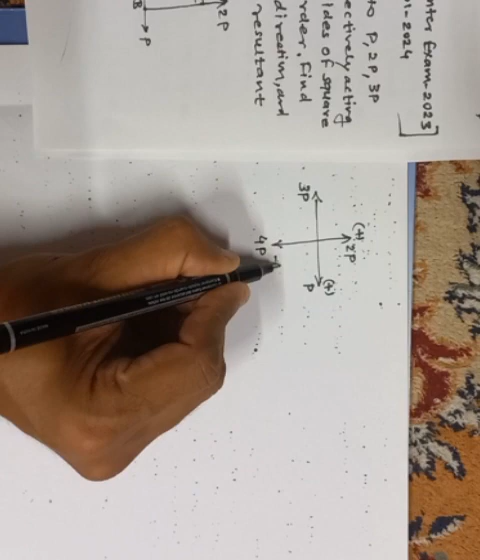 nter Exam-2023]
-2024
to P, 2P, 3P
ectively acting
ides of square
rder. Find
direction, and
resultant
2P
B
P
(+)
2P
3P
P
(+)
4P